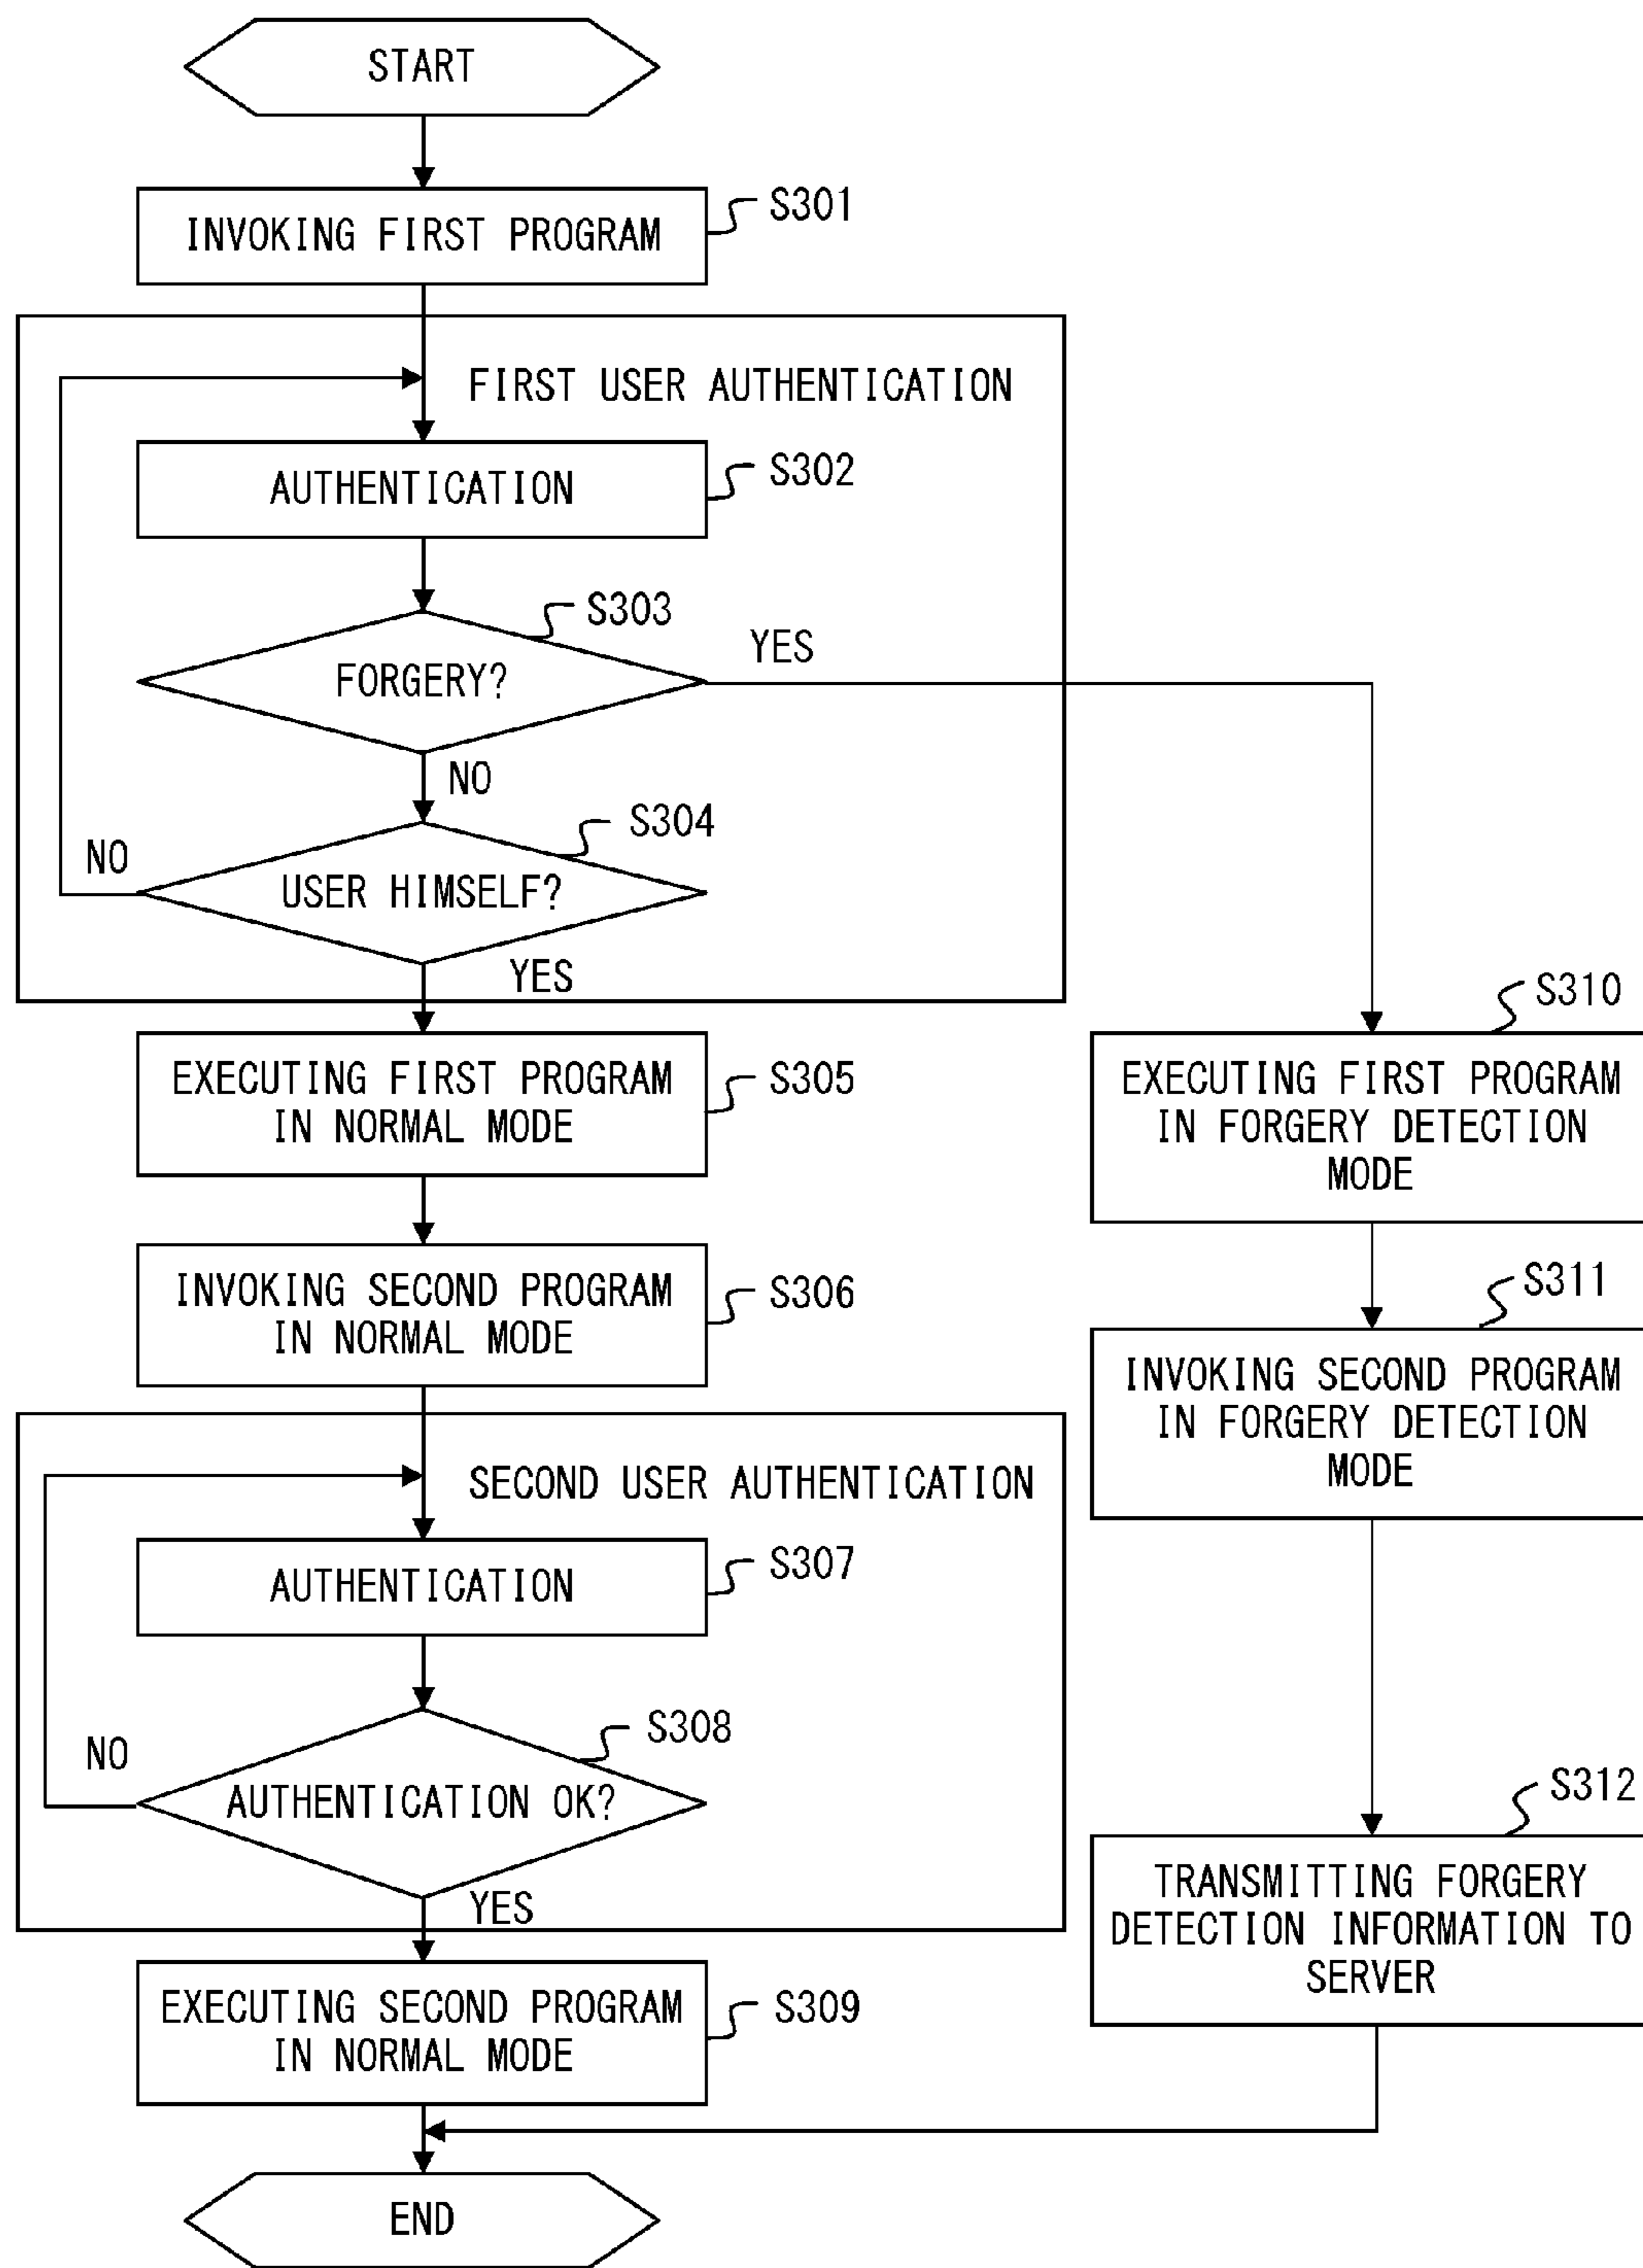 START
INVOKING FIRST PROGRAM
S301
FIRST USER AUTHENTICATION
AUTHENTICATION
S302
FORGERY?
S303
YES
NO
USER HIMSELF?
S304
NO
YES
EXECUTING FIRST PROGRAM
IN NORMAL MODE
S305
INVOKING SECOND PROGRAM
IN NORMAL MODE
S306
SECOND USER AUTHENTICATION
AUTHENTICATION
S307
AUTHENTICATION OK?
S308
NO
YES
EXECUTING SECOND PROGRAM
IN NORMAL MODE
S309
S310
EXECUTING FIRST PROGRAM
IN FORGERY DETECTION
MODE
S311
INVOKING SECOND PROGRAM
IN FORGERY DETECTION
MODE
S312
TRANSMITTING FORGERY
DETECTION INFORMATION TO
SERVER
END